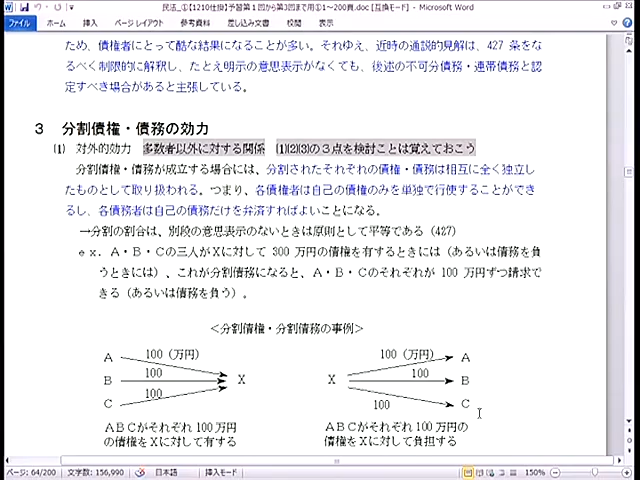 民法_①【1210仕掛】予習第1回から第3回まで用①1～200頁.doc [互換モード] - Microsoft Word
ファイル ホーム 挿入 ページ レイアウト 参考資料 差し込み文書 校閲 表示
ため、債権者にとって酷な結果になることが多い。それゆえ、近時の通説的見解は、427 条をな
るべく制限的に解釈し、たとえ明示の意思表示がなくても、後述の不可分債務・連帯債務と認
定すべき場合があると主張している。
3 分割債権・債務の効力
(1) 対外的効力 多数者以外に対する関係 (1)(2)(3)の3点を検討ことは覚えておこう
分割債権・債務が成立する場合には、分割されたそれぞれの債権・債務は相互に全く独立し
たものとして取り扱われる。つまり、各債権者は自己の債権のみを単独で行使することができ
るし、各債務者は自己の債務だけを弁済すればよいことになる。
→分割の割合は、別段の意思表示のないときは原則として平等である（427）
ex. A・B・Cの三人がXに対して 300 万円の債権を有するときには（あるいは債務を負
うときには）、これが分割債務になると、A・B・Cのそれぞれが 100 万円ずつ請求で
きる（あるいは債務を負う）。
＜分割債権・分割債務の事例＞
A 100（万円）
B 100 X
C 100
ABCがそれぞれ 100 万円
の債権をXに対して有する
100（万円） A
X 100 B
100 C
ABCがそれぞれ 100 万円の
債権をXに対して負担する
ページ: 64/200 文字数: 156,990 日本語 挿入モード 150%